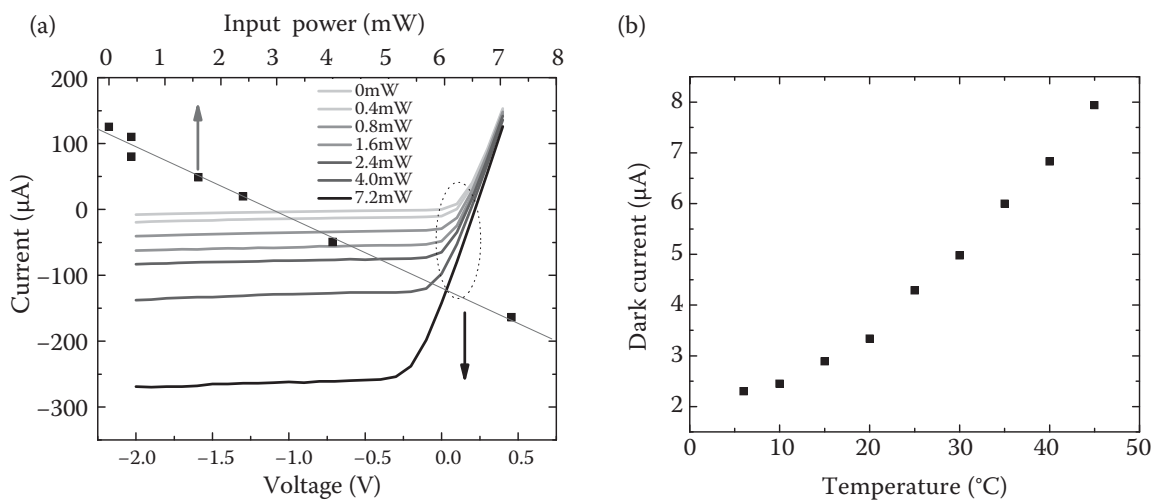 (a)
Input power (mW)
0 1 2 3 4 5 6 7 8
200
100
0
−100
−200
−300
Current (μA)
0mW
0.4mW
0.8mW
1.6mW
2.4mW
4.0mW
7.2mW
−2.0 −1.5 −1.0 −0.5 0.0 0.5
Voltage (V)
(b)
8
7
6
5
4
3
2
Dark current (μA)
0 10 20 30 40 50
Temperature (°C)